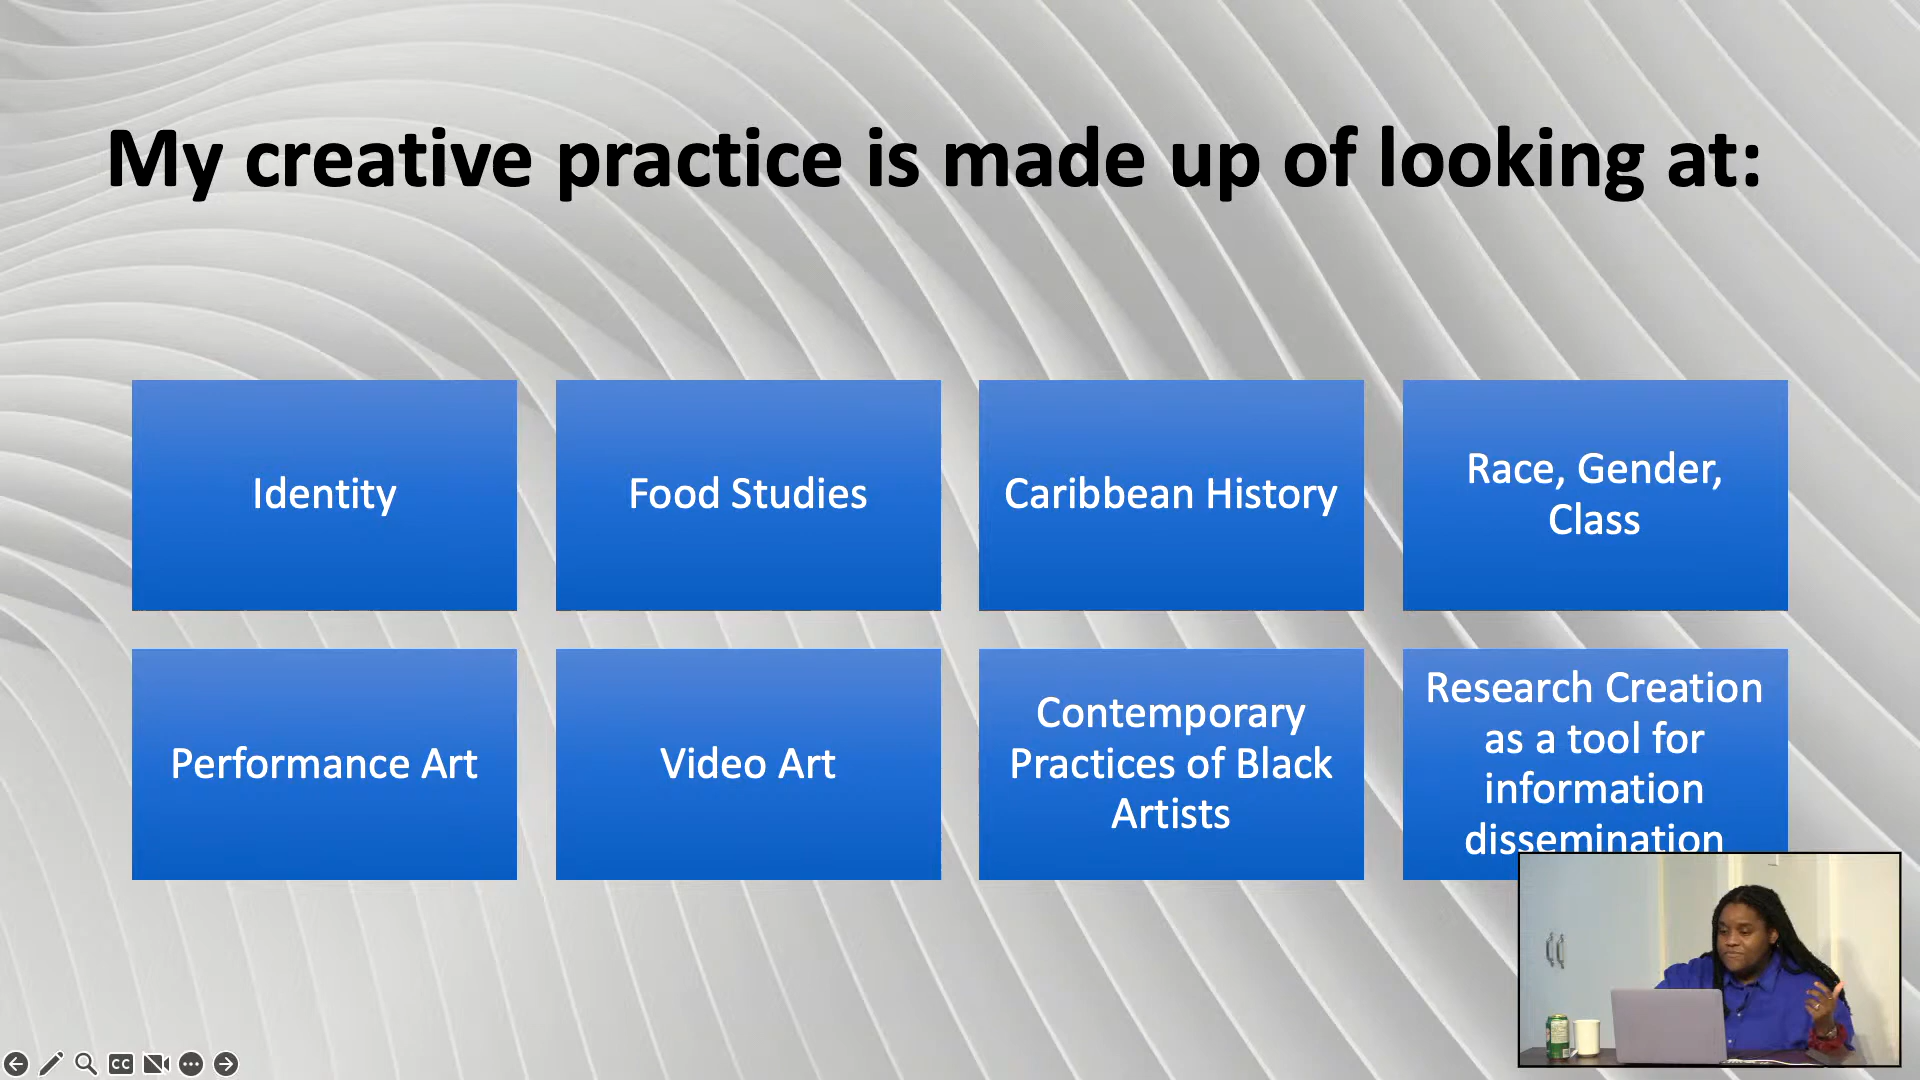 My creative practice is made up of looking at:
Identity
Food Studies
Caribbean History
Race, Gender,
Class
Performance Art
Video Art
Contemporary
Practices of Black
Artists
Research Creation
as a tool for
information
dissemination
CC